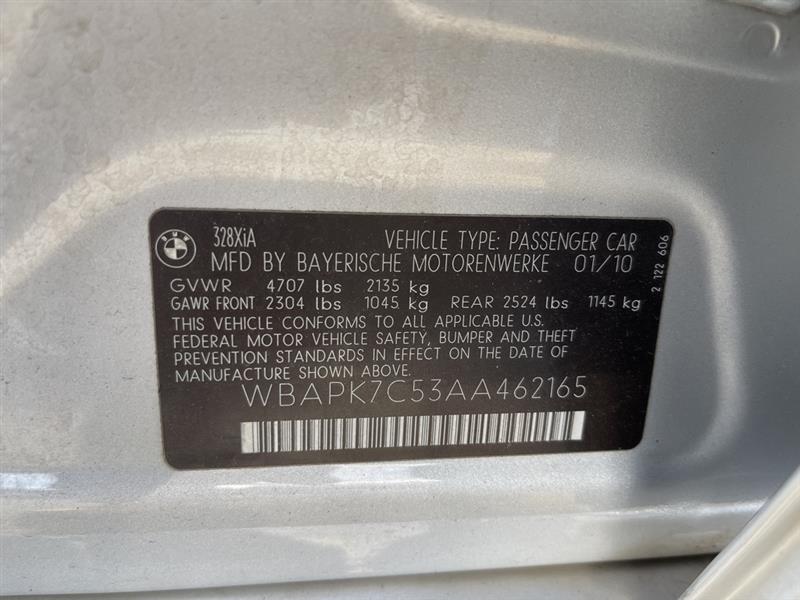 BMW
328XiA
VEHICLE TYPE: PASSENGER CAR
MFD BY BAYERISCHE MOTORENWERKE 01/10
GVWR 4707 lbs 2135 kg
GAWR FRONT 2304 lbs 1045 kg REAR 2524 lbs 1145 kg
THIS VEHICLE CONFORMS TO ALL APPLICABLE U.S.
FEDERAL MOTOR VEHICLE SAFETY, BUMPER AND THEFT
PREVENTION STANDARDS IN EFFECT ON THE DATE OF
MANUFACTURE SHOWN ABOVE.
WBAPK7C53AA462165
2 122 606